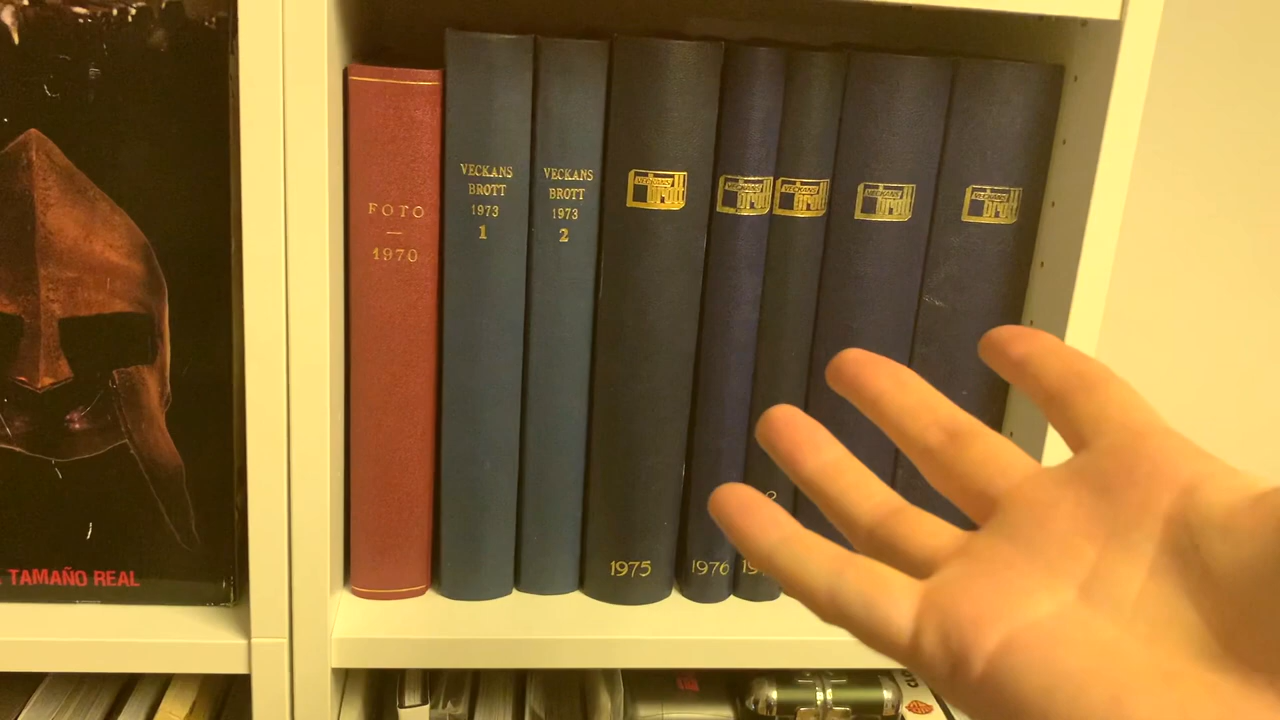 TAMAÑO REAL
FOTO
1970
VECKANS
BROTT
1973
1
VECKANS
BROTT
1973
2
VECKANS
brott
1975
VECKANS
brott
1976
VECKANS
brott
VECKANS
brott
VECKANS
brott